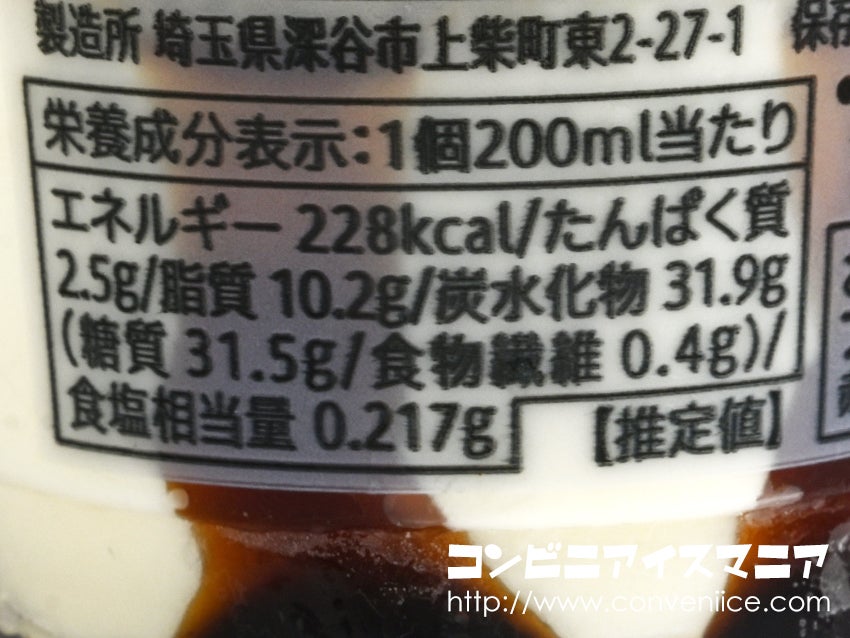 製造所 埼玉県深谷市上柴町東2-27-1
保存
栄養成分表示:1個200ml当たり
エネルギー 228kcal/たんぱく質
2.5g/脂質 10.2g/炭水化物 31.9g
(糖質 31.5g/食物繊維 0.4g)/
食塩相当量 0.217g
【推定値】
コンビニアイスマニア
http://www.conveniice.com/